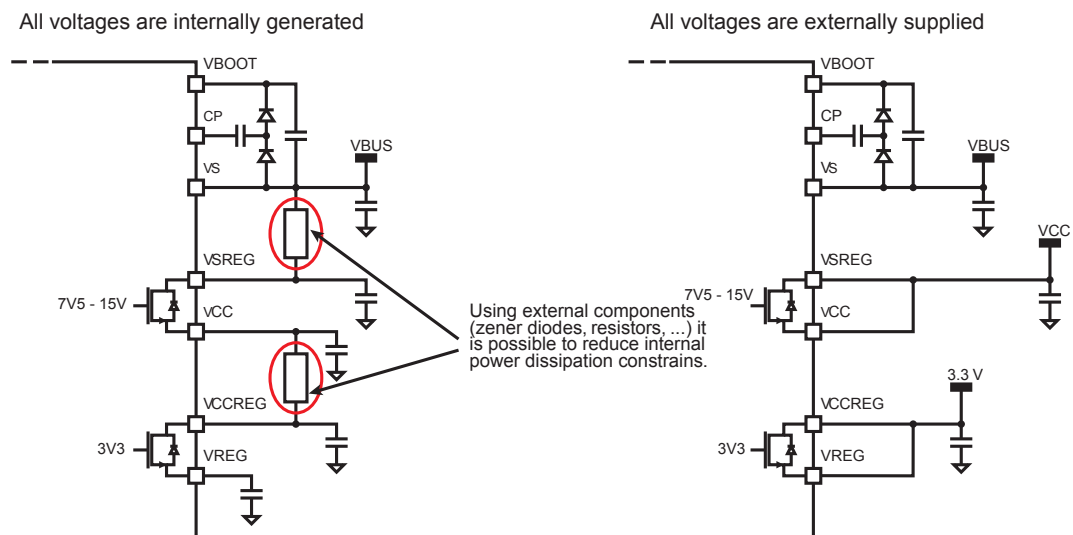 All voltages are internally generated
VBOOT
CP
VBUS
VS
VSREG
7V5 - 15V
VCC
VCCREG
3V3
VREG
Using external components
(zener diodes, resistors, ...) it
is possible to reduce internal
power dissipation constrains.
All voltages are externally supplied
VBOOT
CP
VBUS
VS
VCC
VSREG
7V5 - 15V
VCC
3.3 V
VCCREG
3V3
VREG